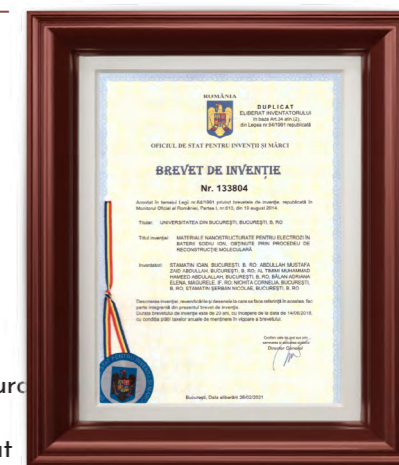 ROMÂNIA
DUPLICAT
ELIBERAT INVENTATORULUI
în baza Art.34 alin (2),
din Legea nr.64/1991 republicată
OFICIUL DE STAT PENTRU INVENȚII ȘI MĂRCI
BREVET DE INVENȚIE
Nr. 133804
Acordat în temeiul Legii nr.64/1991 privind brevetele de invenție, republicată în
Monitorul Oficial al României, Partea I, nr.613, din 19 august 2014.
Titular: UNIVERSITATEA DIN BUCUREȘTI, BUCUREȘTI, B, RO
Titlul invenției: MATERIALE NANOSTRUCTURATE PENTRU ELECTROZI ÎN
BATERII SODIU ION, OBȚINUTE PRIN PROCEDEU DE
RECONSTRUCȚIE MOLECULARĂ
Inventatori: STAMATIN IOAN, BUCUREȘTI, B, RO; ABDULLAH MUSTAFA
ZAID ABDULLAH, BUCUREȘTI, B, RO; AL TIMIMI MUHAMMAD
HAMEED ABDULALLAH, BUCUREȘTI, B, RO; BĂLAN ADRIANA
ELENA, MĂGURELE, IF, RO; NICHITA CORNELIA, BUCUREȘTI,
B, RO; STAMATIN ȘERBAN NICOLAE, BUCUREȘTI, B, RO
Descrierea invenției, revendicările și desenele la care se face referință în acestea, fac
parte integrantă din prezentul brevet de invenție.
Durata brevetului de invenție este de 20 ani, cu începere de la data de 14/06/2018,
cu condiția plății taxelor anuale de menținere în vigoare a brevetului.
Director General
București, Data eliberării: 26/02/2021